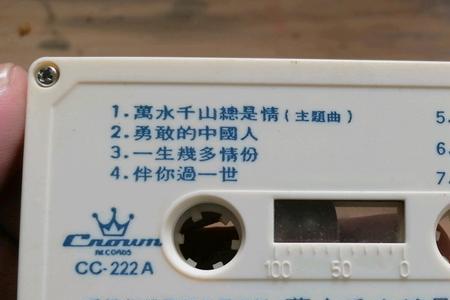 1. 萬水千山總是情(主題曲)
2. 勇敢的中國人
3. 一生幾多情份
4. 伴你過一世
5.
6.
7.
Crown
RECORDS
CC-222 A
100 50 0